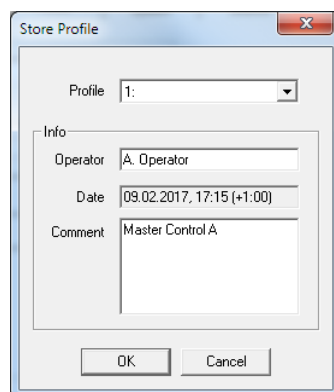 Store Profile
Profile 1:
Info
Operator A. Operator
Date 09.02.2017, 17:15 (+1:00)
Comment Master Control A
OK Cancel